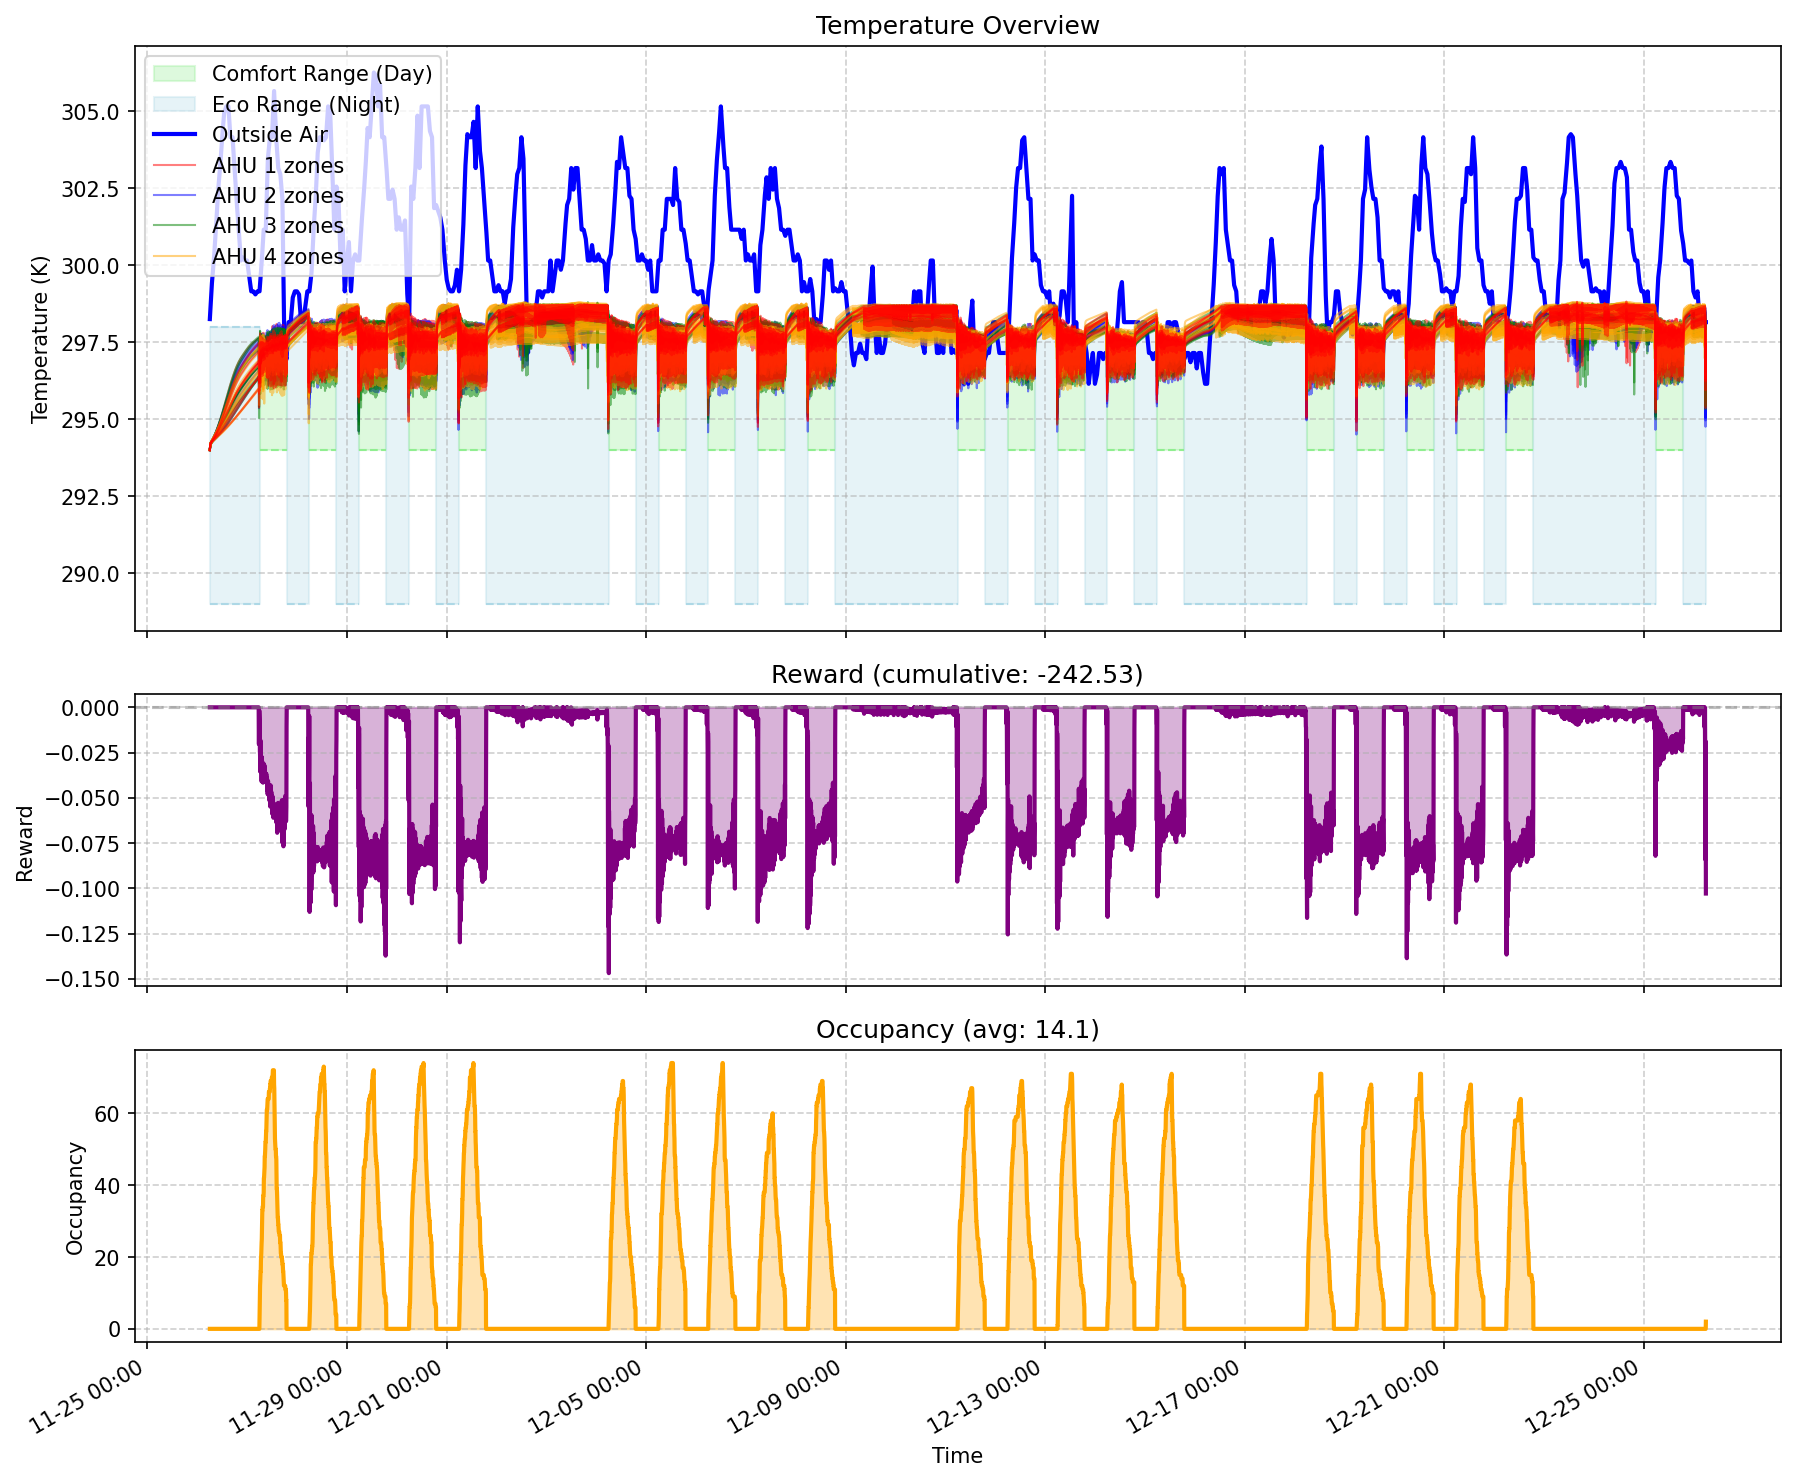 Temperature Overview
Comfort Range (Day)
Eco Range (Night)
Outside Air
AHU 1 zones
AHU 2 zones
AHU 3 zones
AHU 4 zones
Temperature (K)
305.0
302.5
300.0
297.5
295.0
292.5
290.0
Reward (cumulative: -242.53)
Reward
0.000
−0.025
−0.050
−0.075
−0.100
−0.125
−0.150
Occupancy (avg: 14.1)
Occupancy
60
40
20
0
11-25 00:00
11-29 00:00
12-01 00:00
12-05 00:00
12-09 00:00
12-13 00:00
12-17 00:00
12-21 00:00
12-25 00:00
Time